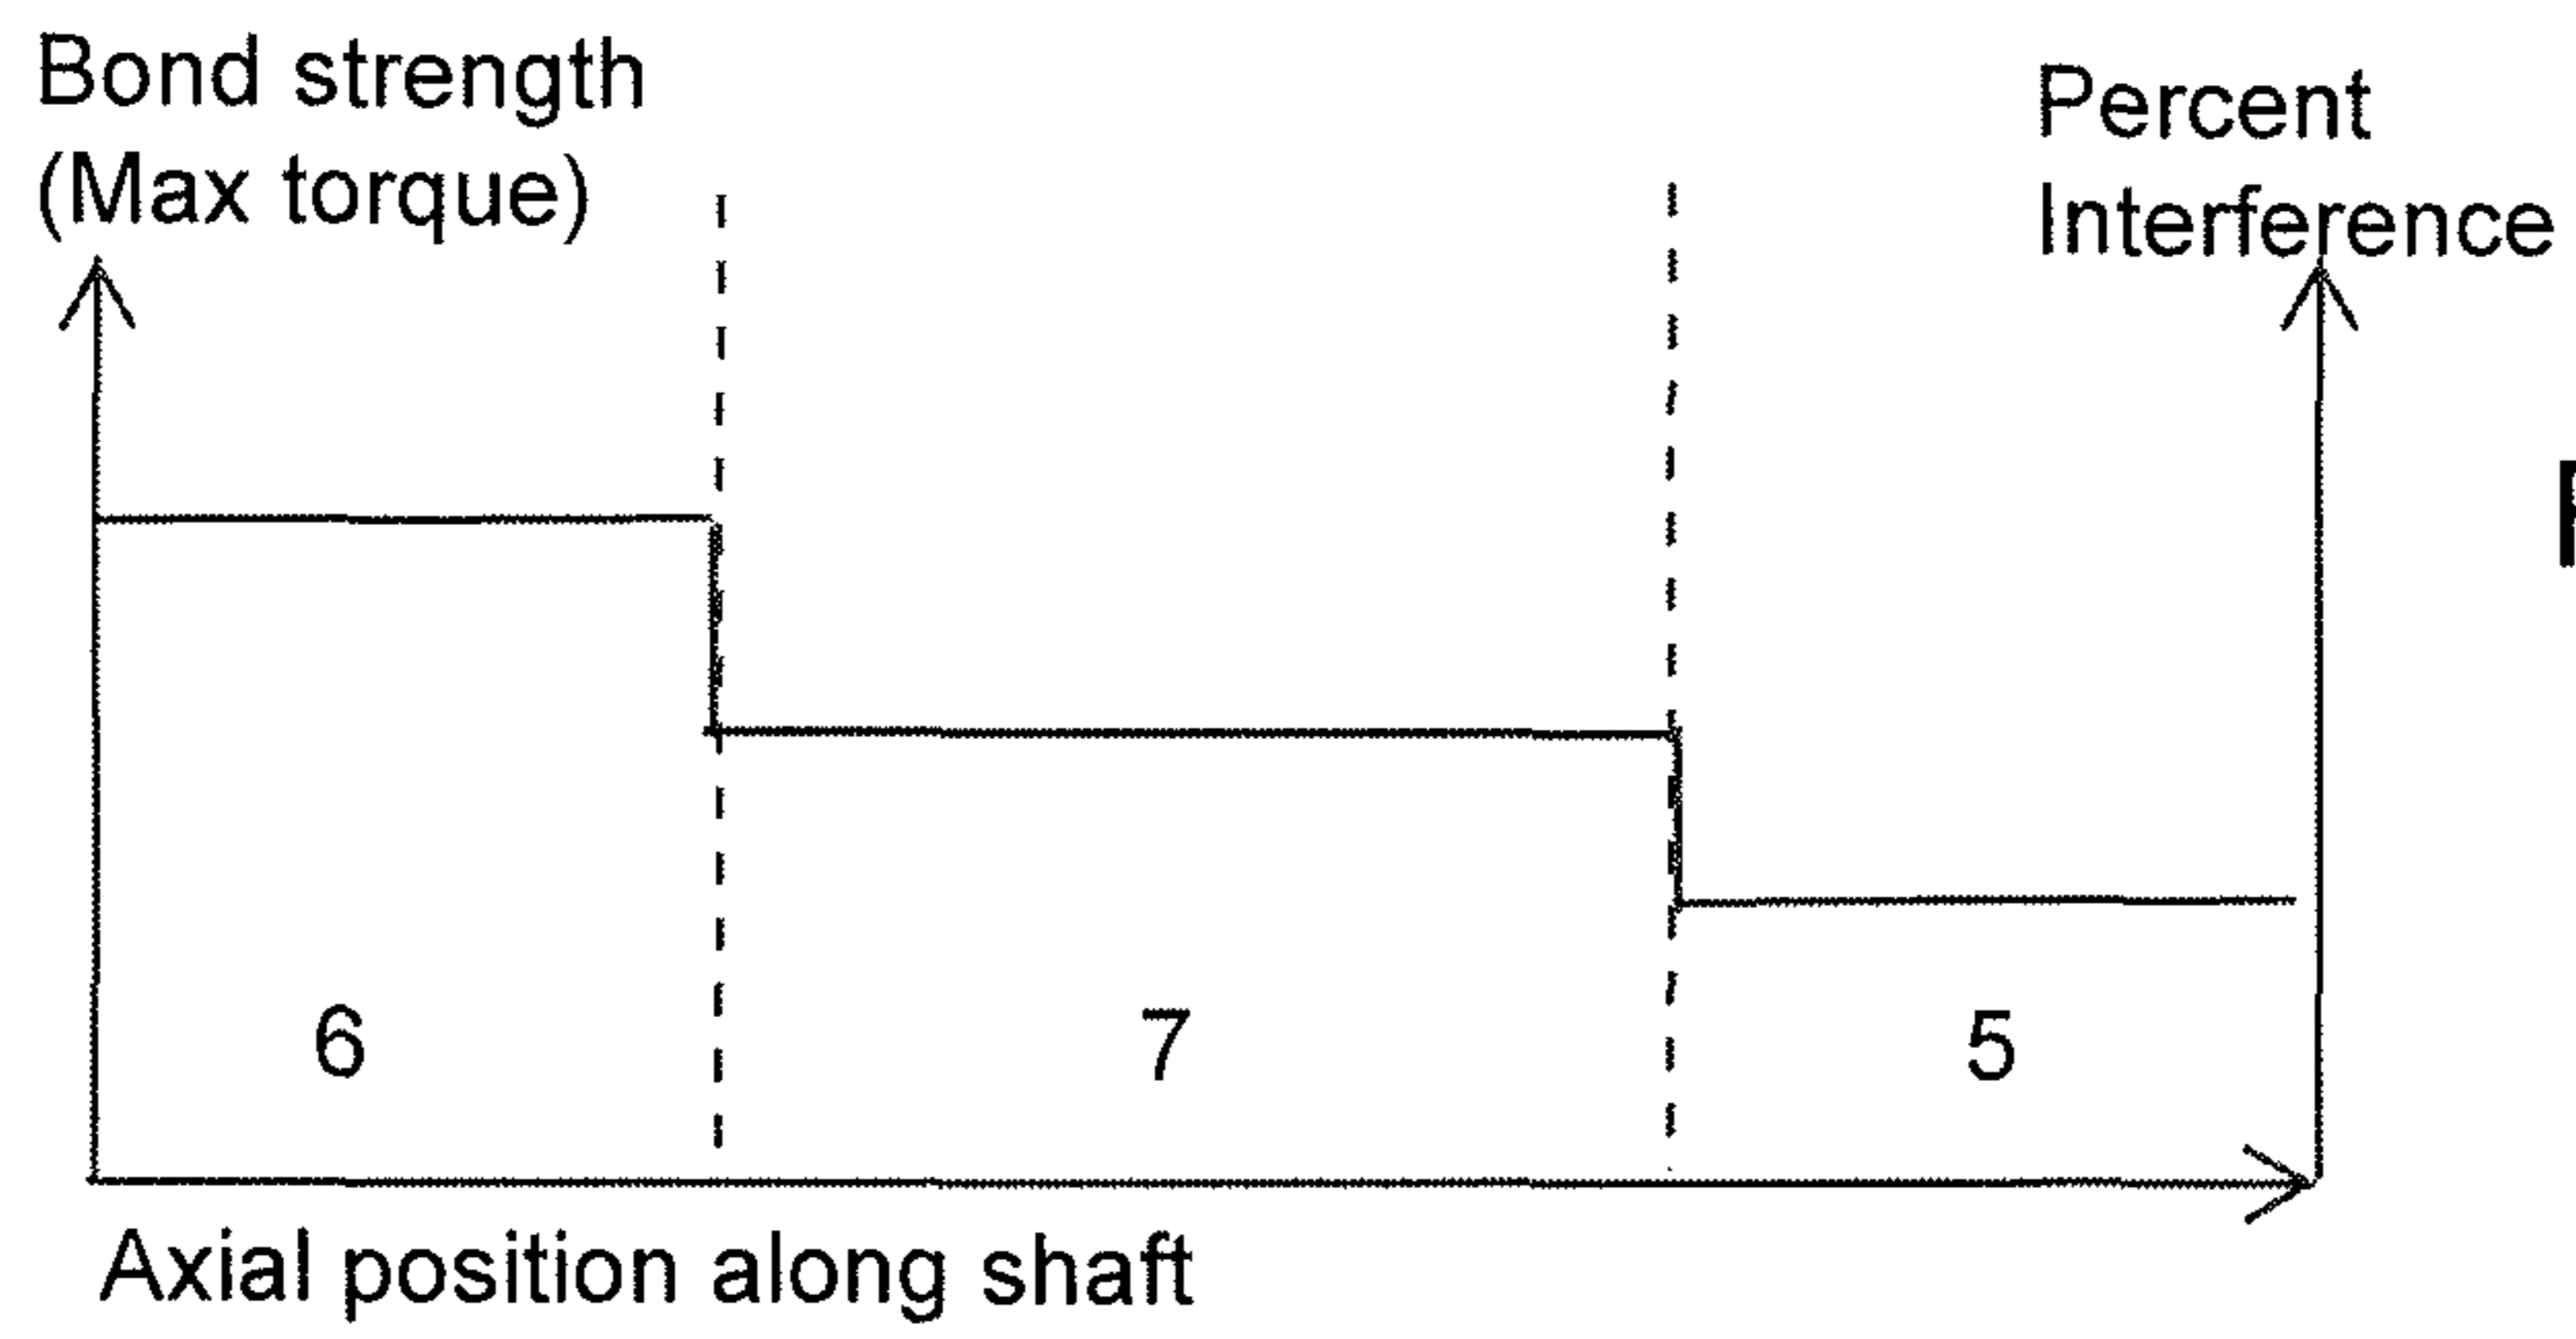 Bond strength
(Max torque)
Percent
Interference
6
7
5
Axial position along shaft